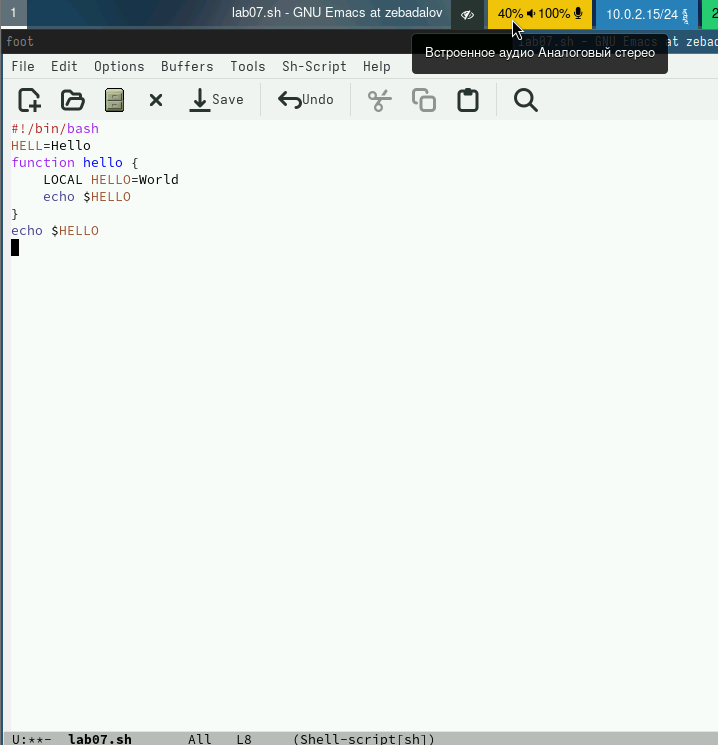 1 lab07.sh - GNU Emacs at zebadalov 40% 100% 10.0.2.15/24 2
foot lab07.sh - GNU Emacs at zebad
Встроенное аудио Аналоговый стерео
File Edit Options Buffers Tools Sh-Script Help
Save Undo
#!/bin/bash
HELL=Hello
function hello {
    LOCAL HELLO=World
    echo $HELLO
}
echo $HELLO
U:**- lab07.sh All L8 (Shell-script[sh])